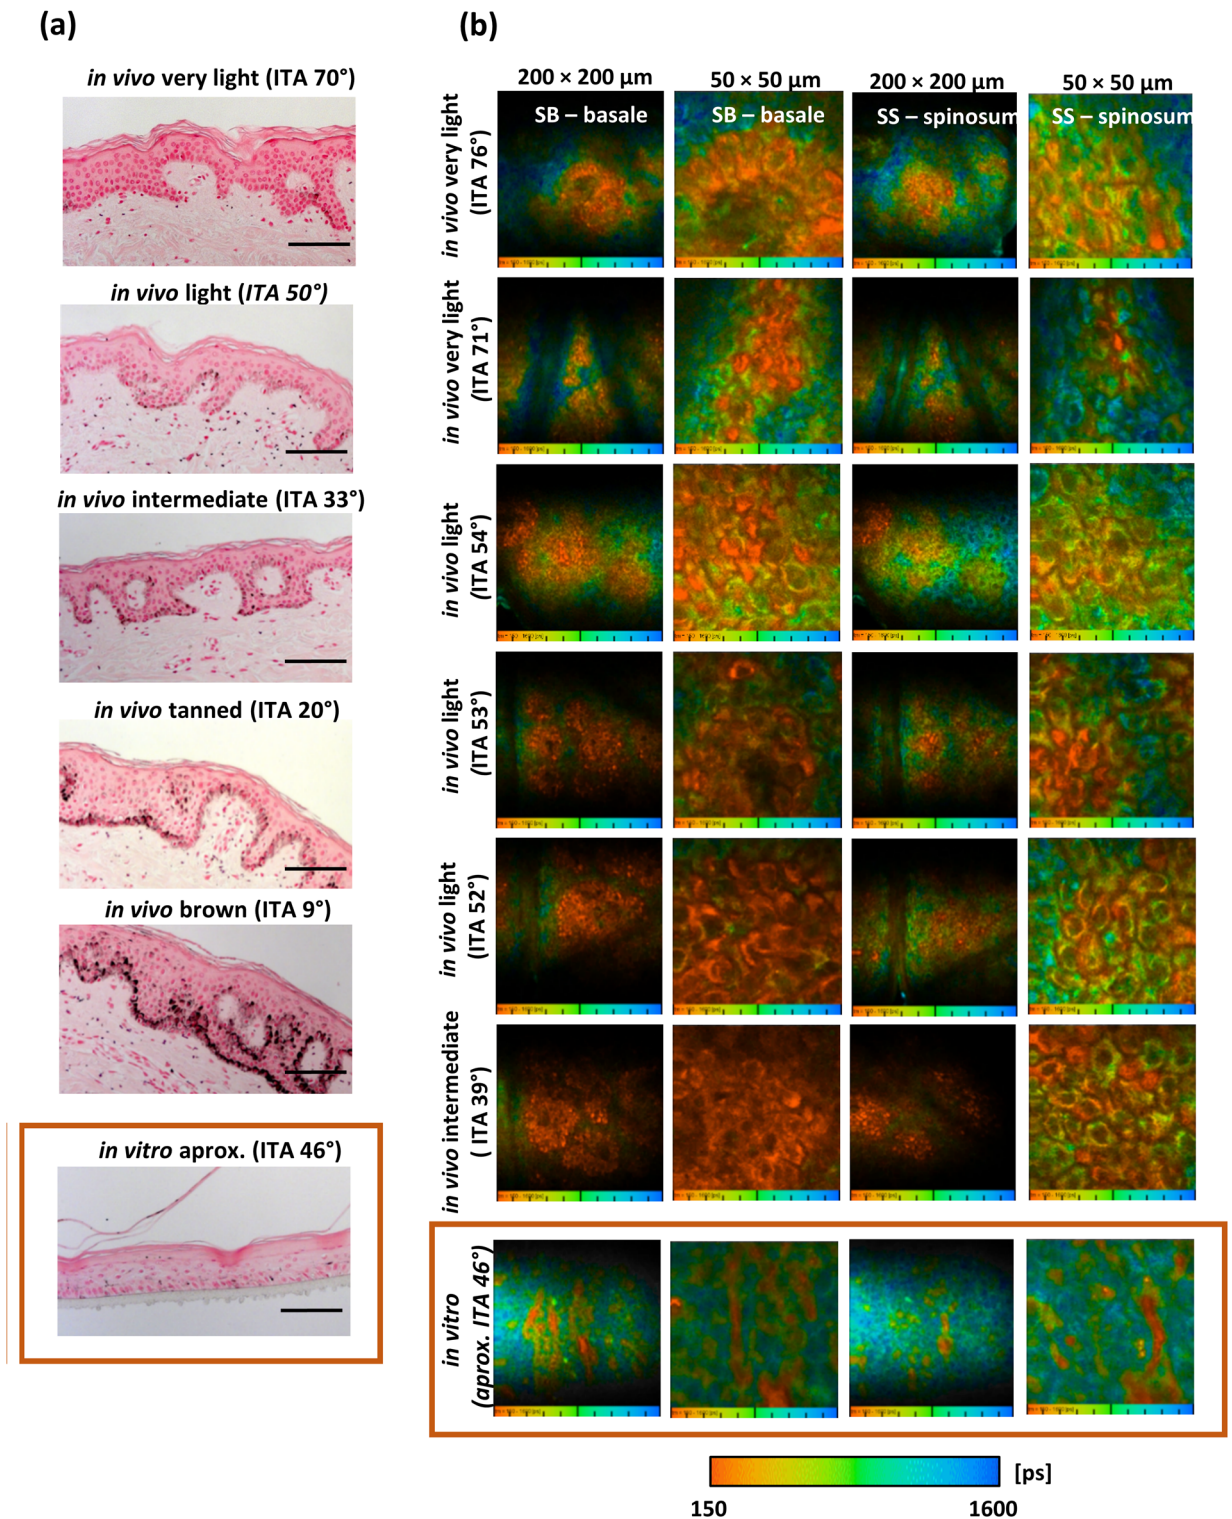 (a)
in vivo very light (ITA 70°)
in vivo light (ITA 50°)
in vivo intermediate (ITA 33°)
in vivo tanned (ITA 20°)
in vivo brown (ITA 9°)
in vitro aprox. (ITA 46°)
(b)
200 × 200 µm
50 × 50 µm
200 × 200 µm
50 × 50 µm
SB – basale
SB – basale
SS – spinosum
SS – spinosum
in vivo very light
(ITA 76°)
in vivo very light
(ITA 71°)
in vivo light
(ITA 54°)
in vivo light
(ITA 53°)
in vivo light
(ITA 52°)
in vivo intermediate
( ITA 39°)
in vitro
(aprox. ITA 46°)
[ps]
150
1600